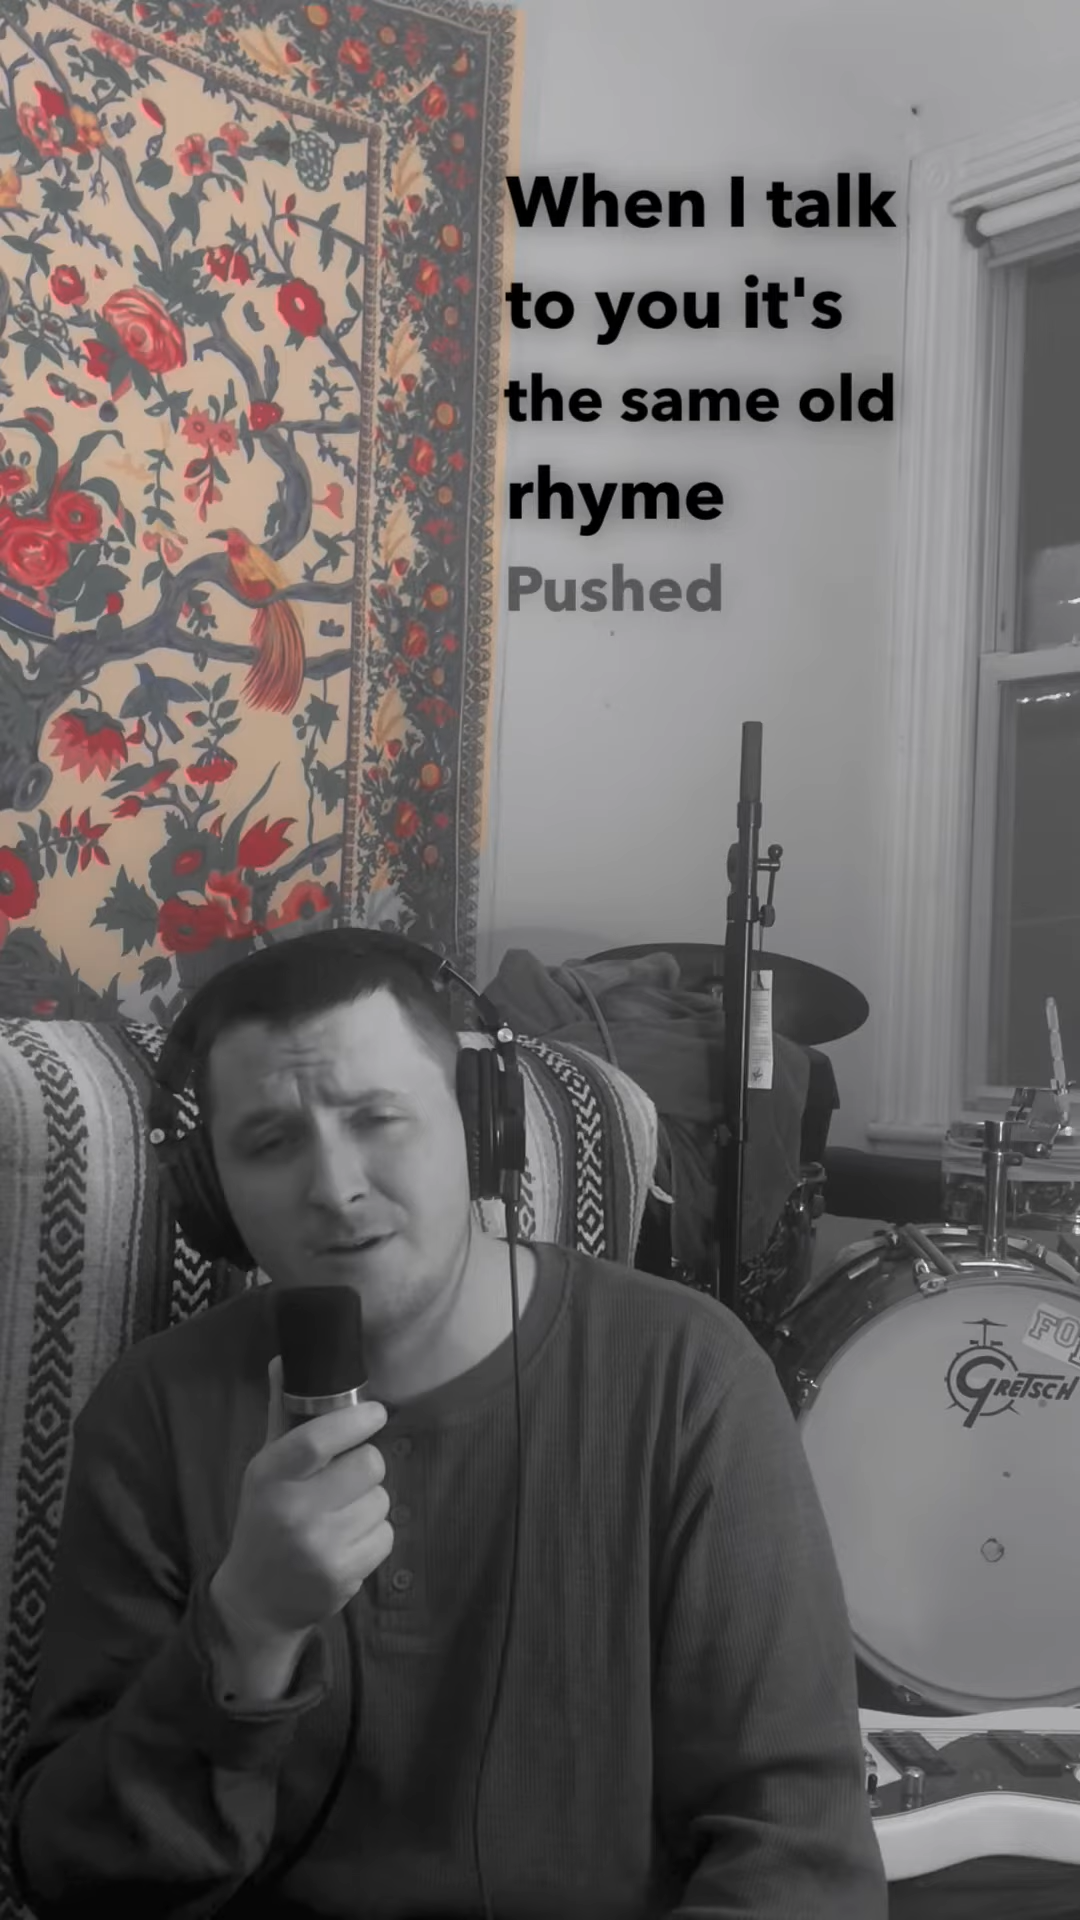 When I talk
to you it's
the same old
rhyme
Pushed
GRETSCH